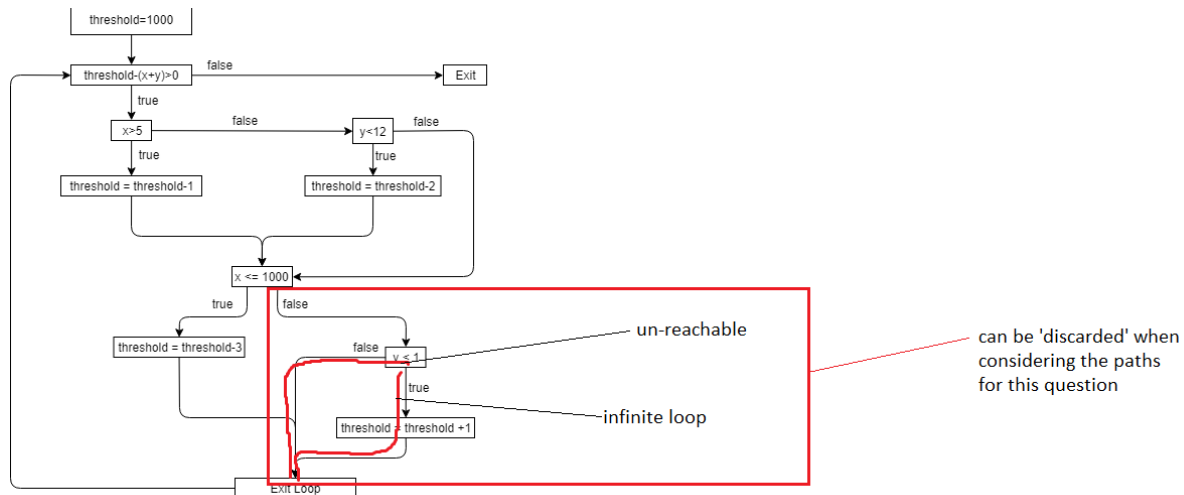 threshold=1000
threshold-(x+y)>0
false
Exit
true
x>5
false
y<12
false
true
true
threshold = threshold-1
threshold = threshold-2
x <= 1000
true
false
un-reachable
can be 'discarded' when
considering the paths
for this question
threshold = threshold-3
false
y < 1
true
infinite loop
threshold = threshold +1
Exit Loop